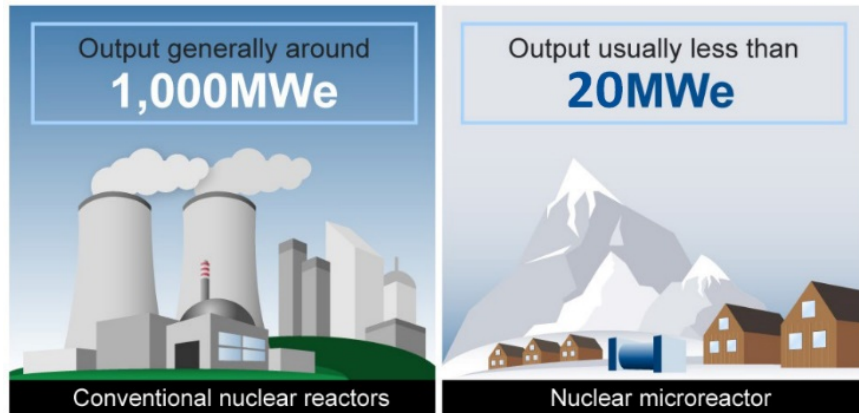 Output generally around
1,000MWe
Conventional nuclear reactors
Output usually less than
20MWe
Nuclear microreactor